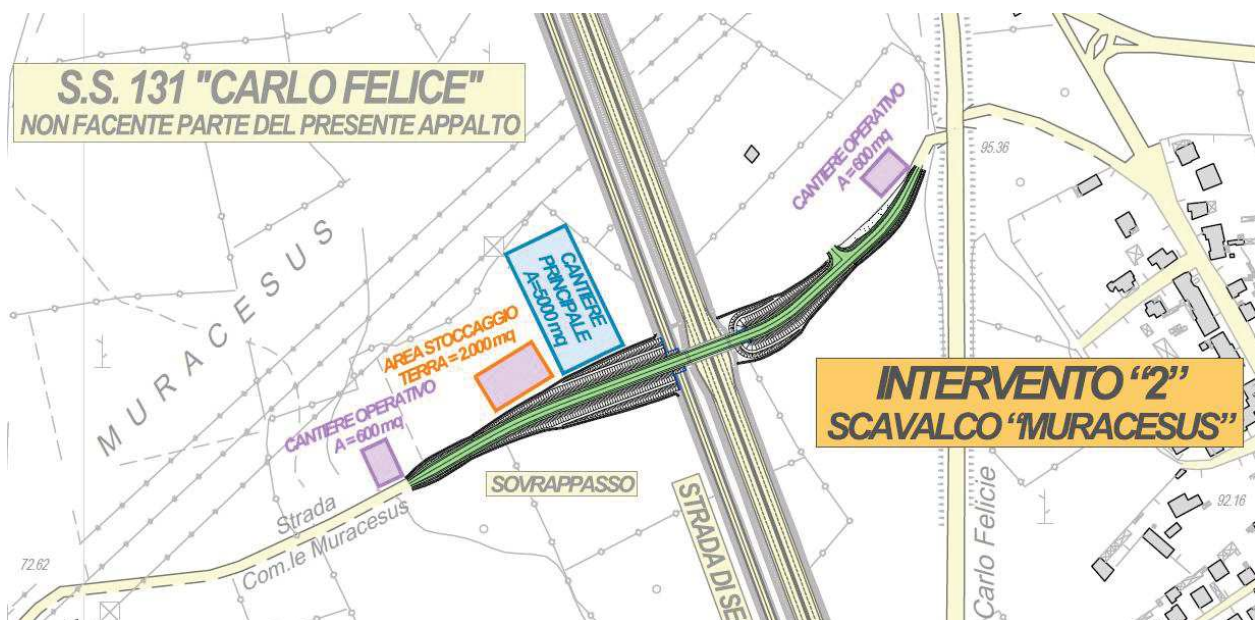 S.S. 131 "CARLO FELICE"
NON FACENTE PARTE DEL PRESENTE APPALTO
CANTIERE OPERATIVO
A = 600 mq
95.36
MURACESUS
CANTIERE
PRINCIPALE
A=5000 mq
AREA STOCCAGGIO
TERRA = 2.000 mq
CANTIERE OPERATIVO
A = 600 mq
INTERVENTO “2”
SCAVALCO “MURACESUS”
SOVRAPPASSO
STRADA DI SE
Strada
Com.le Muracesus
Carlo Felicie
92.16
72.62